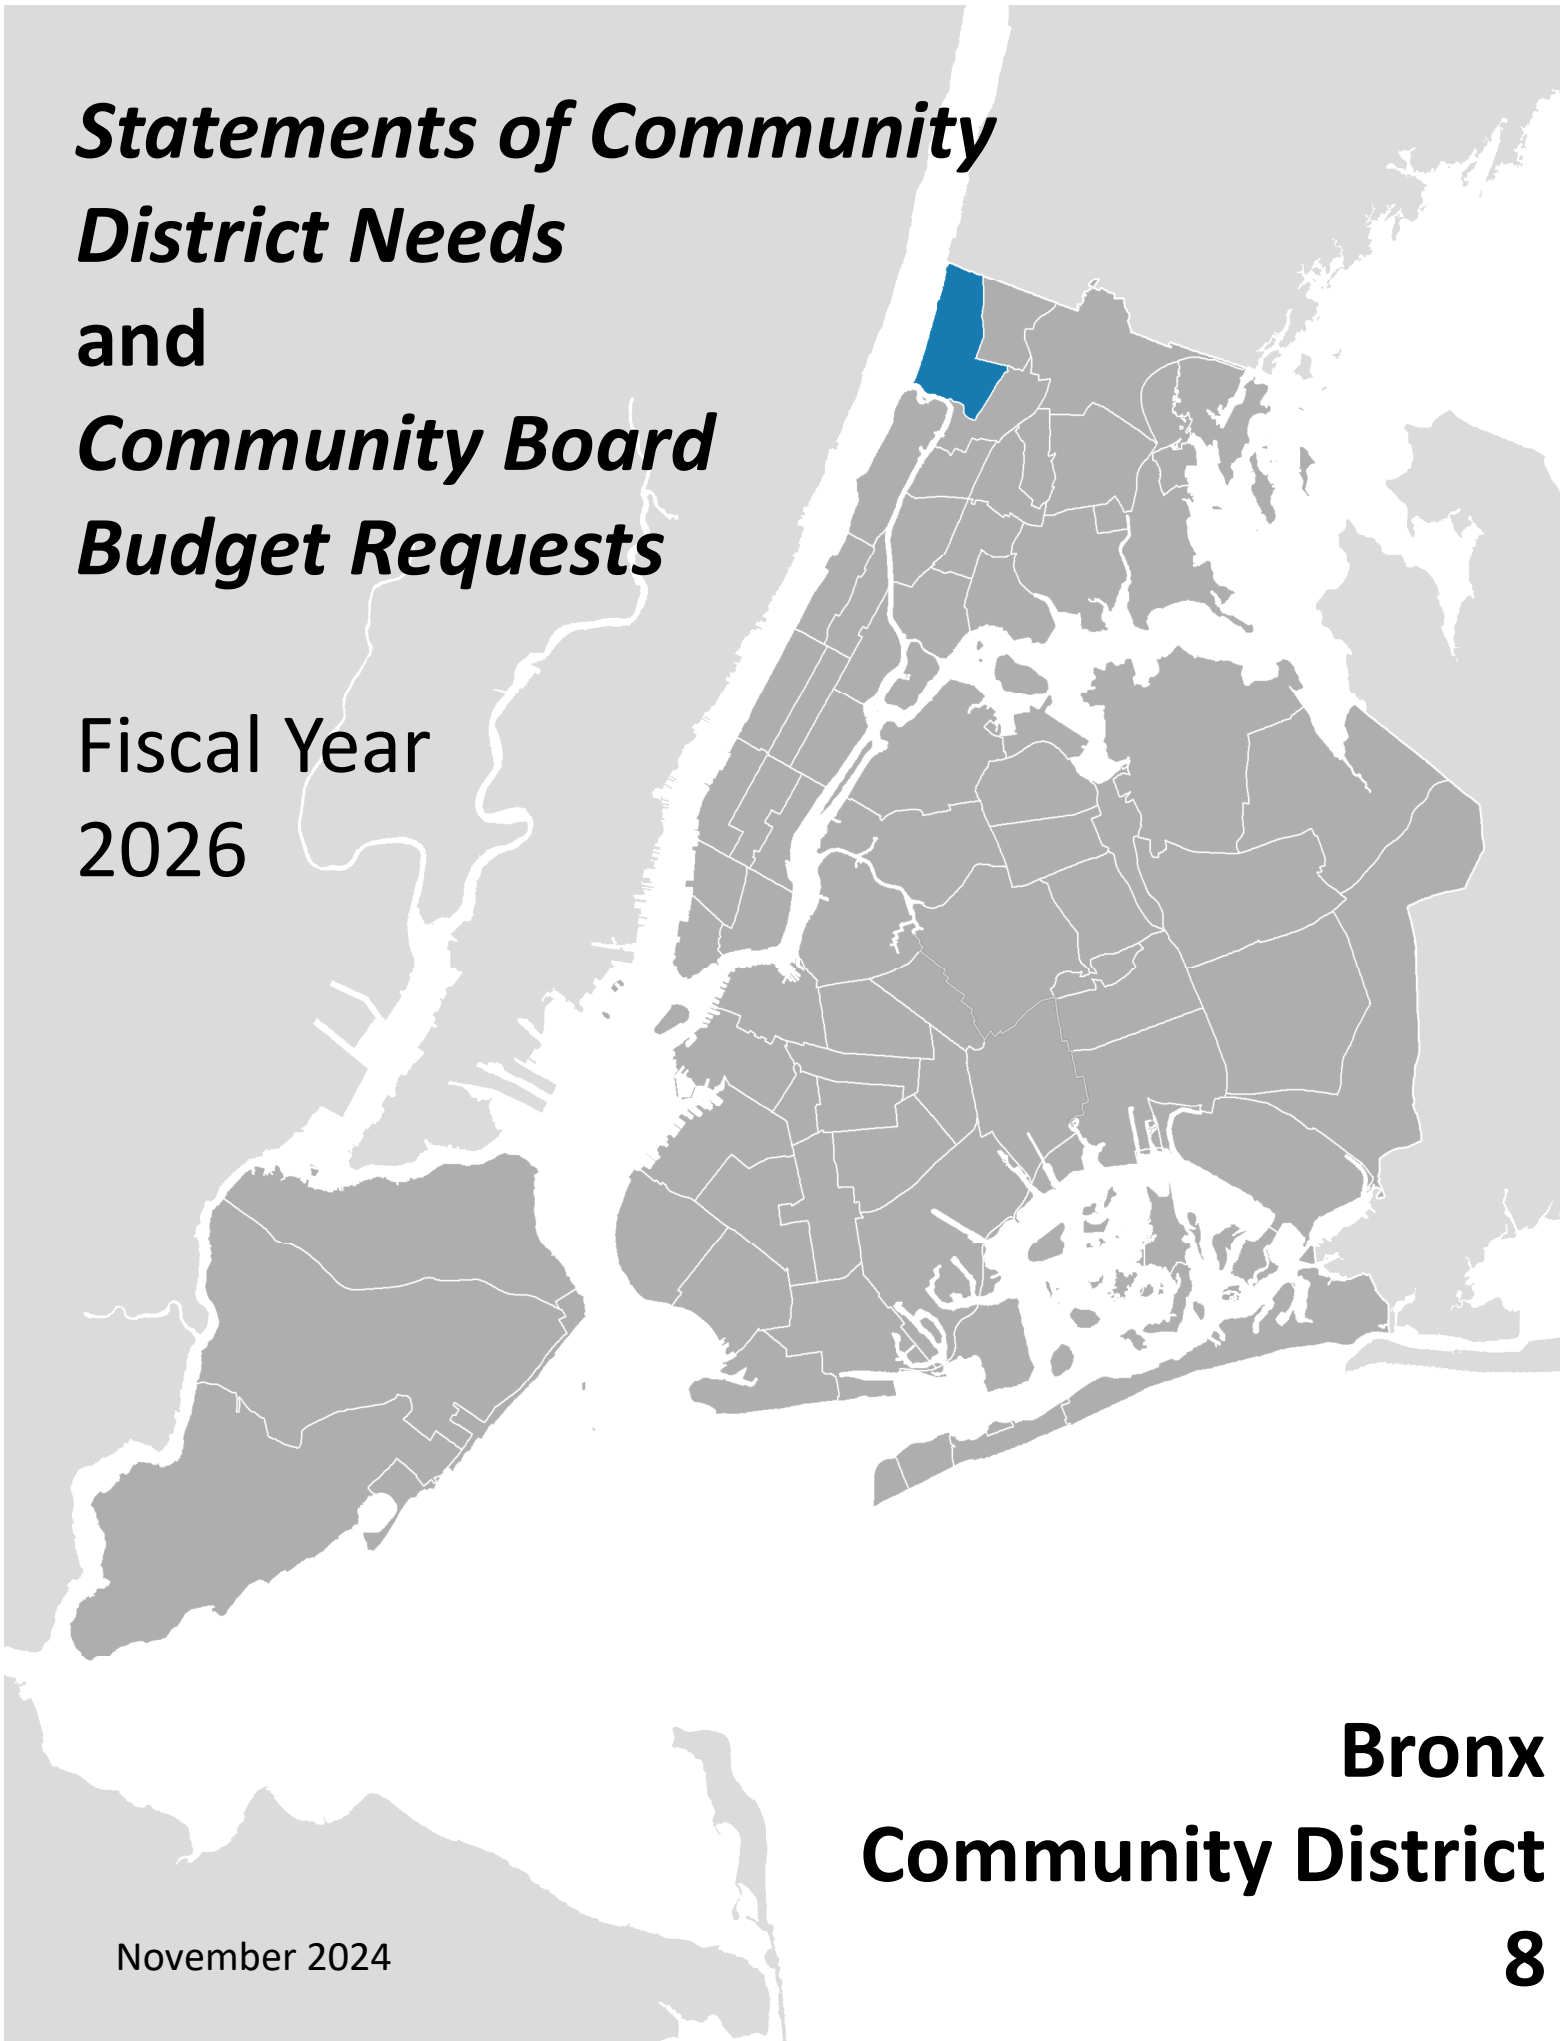 Statements of Community
District Needs
and
Community Board
Budget Requests
Fiscal Year
2026
Bronx
Community District
8
November 2024